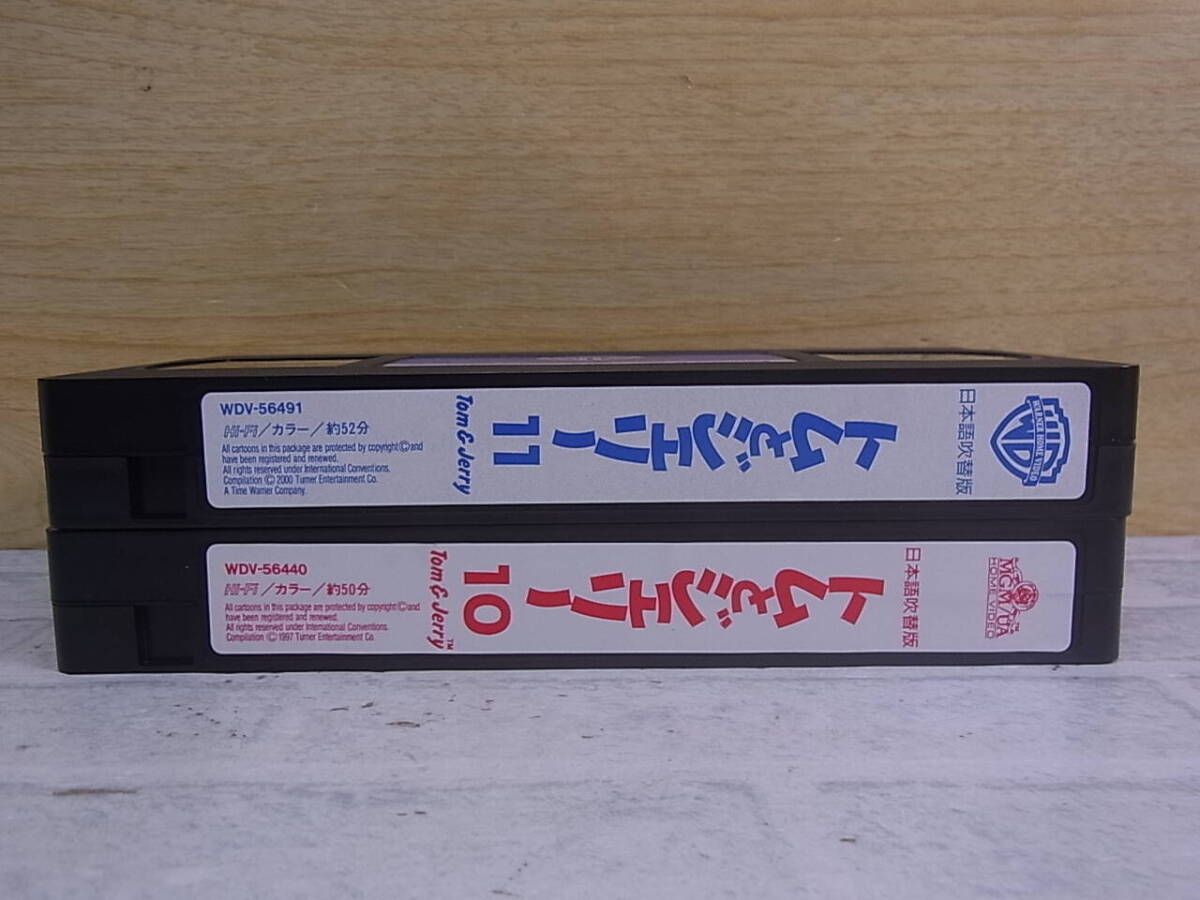 WDV-56491
Hi-Fi/カラー/約52分
All cartoons in this package are protected by copyright Ⓒ and
have been registered and renewed.
All rights reserved under International Conventions.
Compilation Ⓒ 2000 Turner Entertainment Co.
A Time Warner Company.
Tom & Jerry
11
トムとジェリー
日本語吹替版
WARNER HOME VIDEO
WDV-56440
Hi-Fi/カラー/約50分
All cartoons in this package are protected by copyright Ⓒ and
have been registered and renewed.
All rights reserved under International Conventions.
Compilation Ⓒ 1997 Turner Entertainment Co.
Tom & Jerry™
10
トムとジェリー
日本語吹替版
MGM/UA
HOME VIDEO